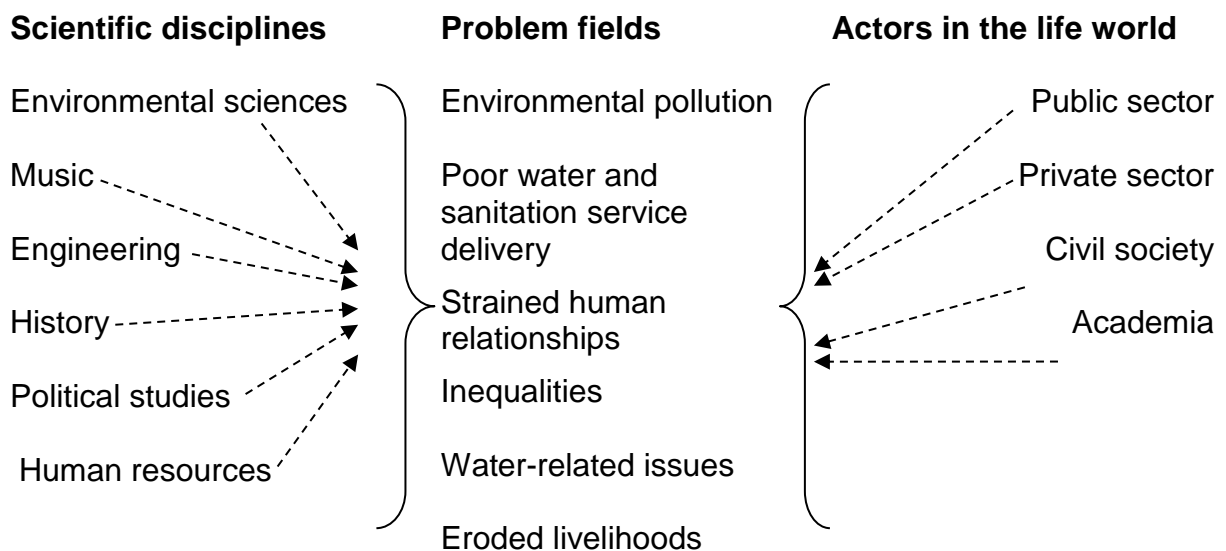 Scientific disciplines
Environmental sciences
Music
Engineering
History
Political studies
Human resources
Problem fields
Environmental pollution
Poor water and
sanitation service
delivery
Strained human
relationships
Inequalities
Water-related issues
Eroded livelihoods
Actors in the life world
Public sector
Private sector
Civil society
Academia